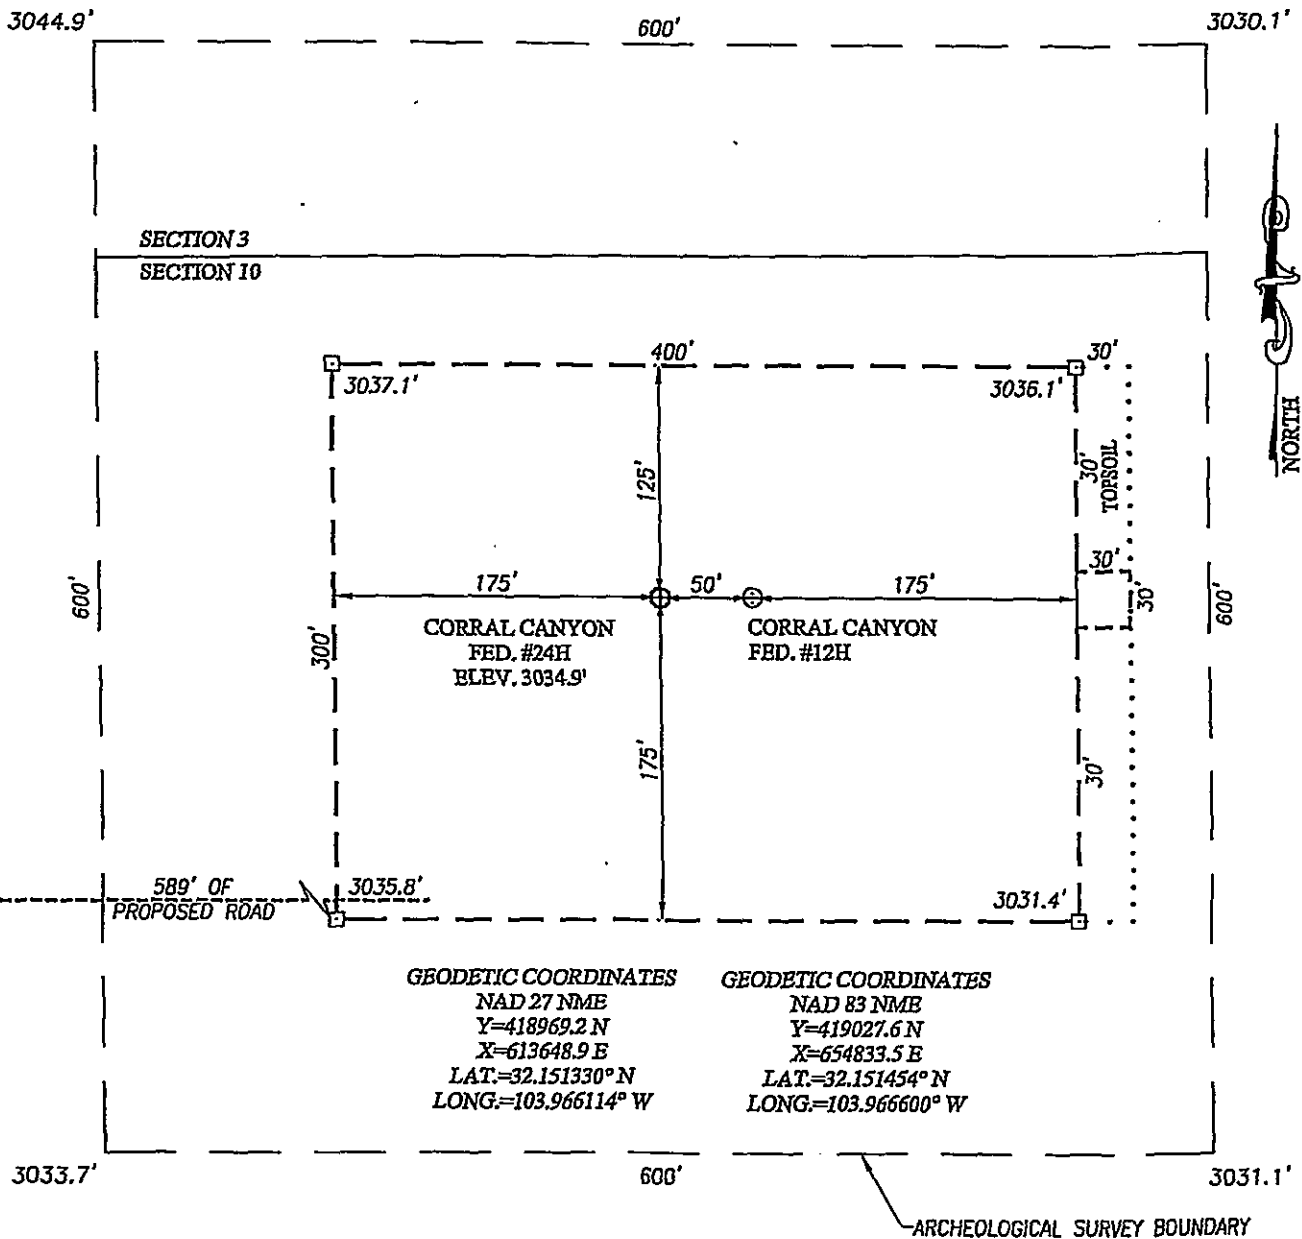 3044.9'
600'
3030.1'
SECTION 3
SECTION 10
400'
30'
3037.1'
3036.1'
125'
30'
TOPSOIL
NORTH
175'
50'
175'
30'
30'
600'
600'
300'
CORRAL CANYON
FED. #24H
ELEV. 3034.9'
CORRAL CANYON
FED. #12H
175'
30'
589' OF
PROPOSED ROAD
3035.8'
3031.4'
GEODETIC COORDINATES
NAD 27 NME
Y=418969.2 N
X=613648.9 E
LAT.=32.151330° N
LONG.=103.966114° W
GEODETIC COORDINATES
NAD 83 NME
Y=419027.6 N
X=654833.5 E
LAT.=32.151454° N
LONG.=103.966600° W
3033.7'
600'
3031.1'
ARCHEOLOGICAL SURVEY BOUNDARY